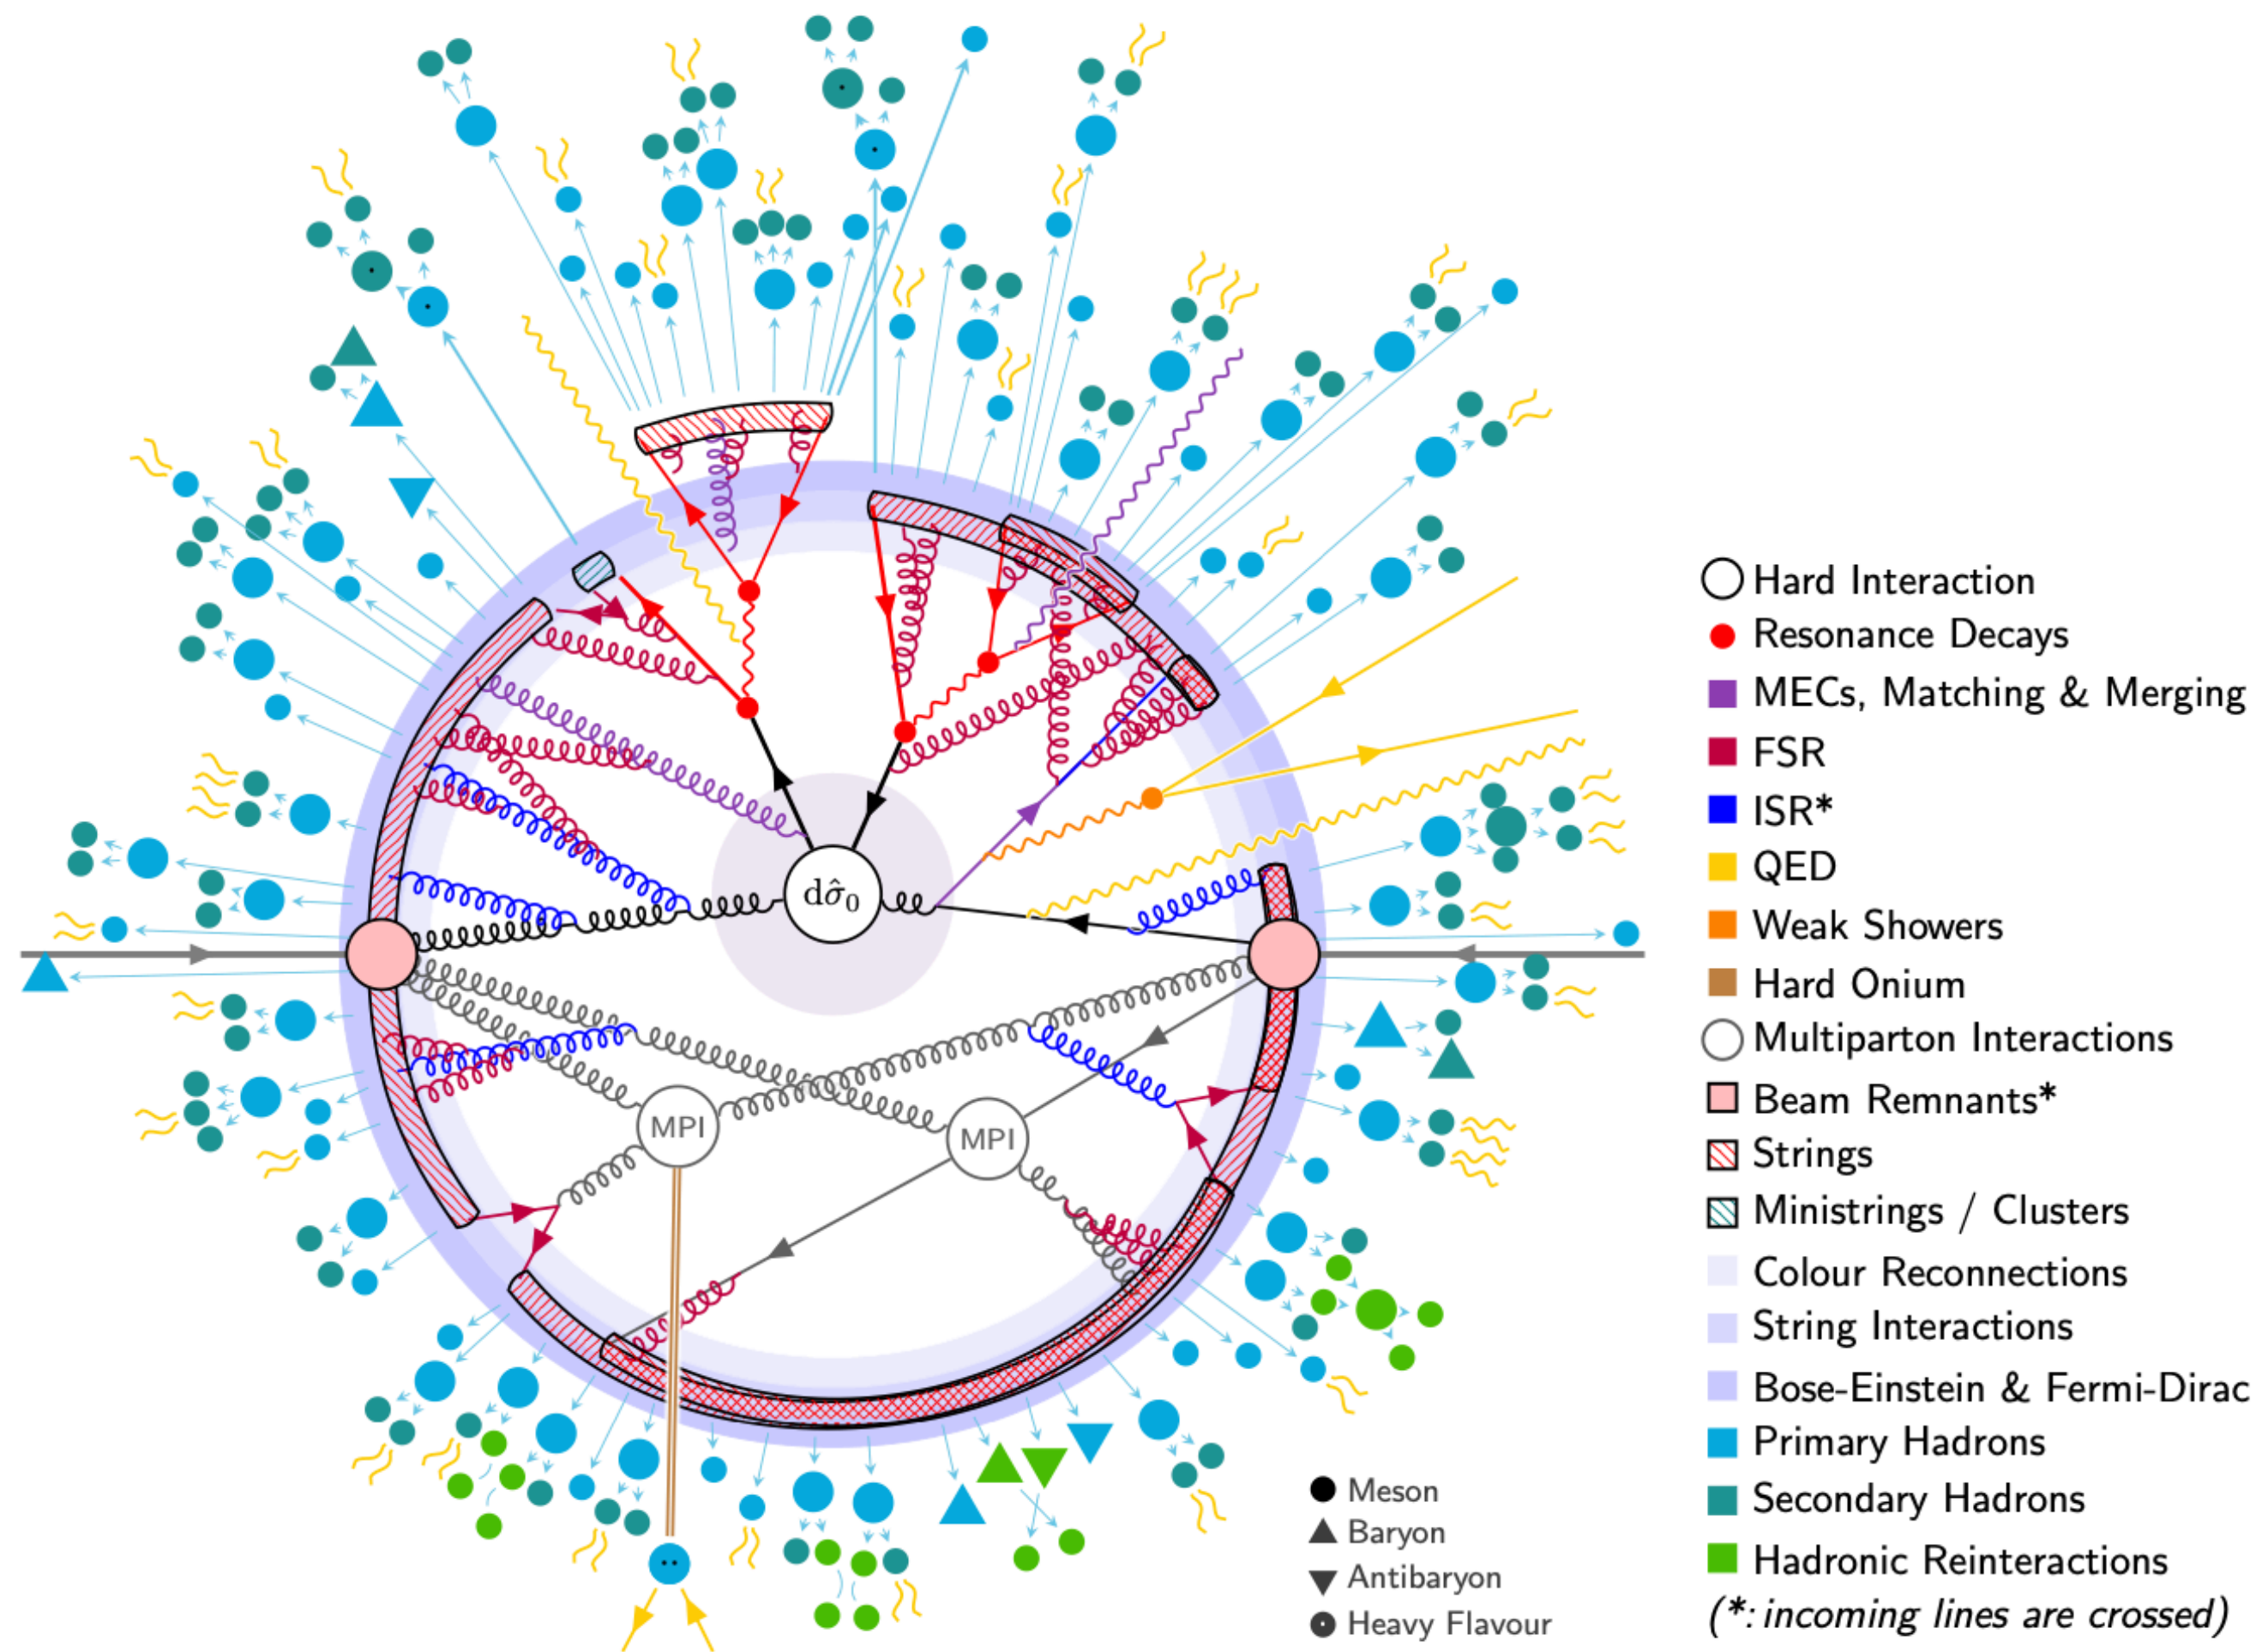 dσ̂₀
MPI
MPI
Meson
Baryon
Antibaryon
Heavy Flavour
Hard Interaction
Resonance Decays
MECs, Matching & Merging
FSR
ISR*
QED
Weak Showers
Hard Onium
Multiparton Interactions
Beam Remnants*
Strings
Ministrings / Clusters
Colour Reconnections
String Interactions
Bose-Einstein & Fermi-Dirac
Primary Hadrons
Secondary Hadrons
Hadronic Reinteractions
(*: incoming lines are crossed)